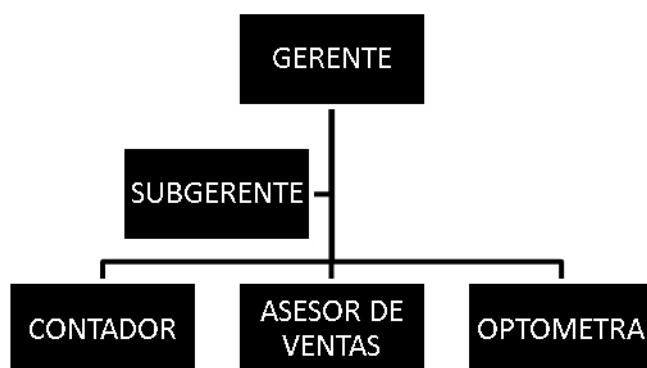 GERENTE
SUBGERENTE
CONTADOR
ASESOR DE
VENTAS
OPTOMETRA